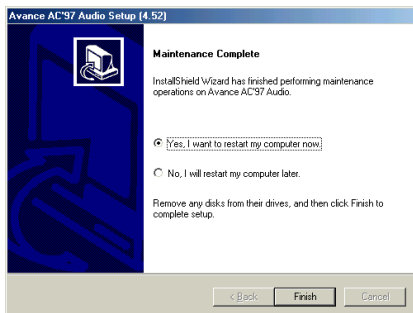 Avance AC'97 Audio Setup (4.52)
Maintenance Complete
InstallShield Wizard has finished performing maintenance
operations on Avance AC'97 Audio.
Yes, I want to restart my computer now.
No, I will restart my computer later.
Remove any disks from their drives, and then click Finish to
complete setup.
< Back Finish Cancel